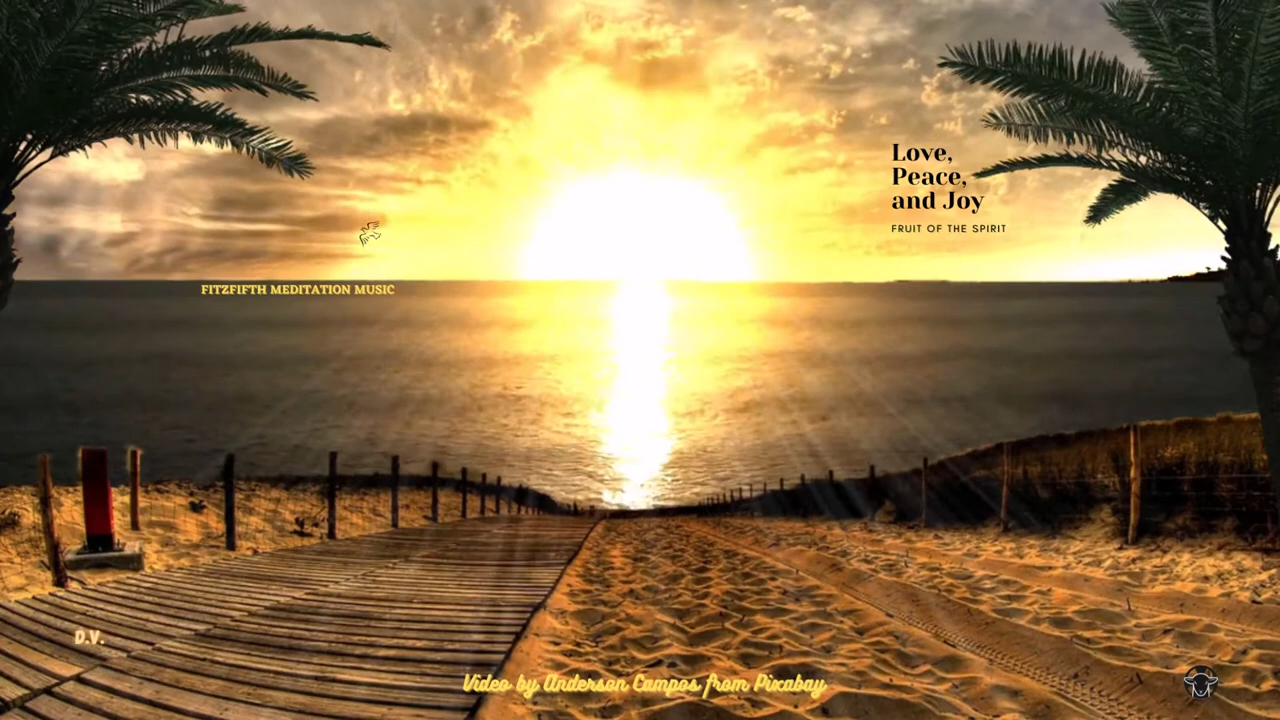 Love,
Peace,
and Joy
FRUIT OF THE SPIRIT
FITZFIFTH MEDITATION MUSIC
D.V.
Video by Anderson Campos from Pixabay